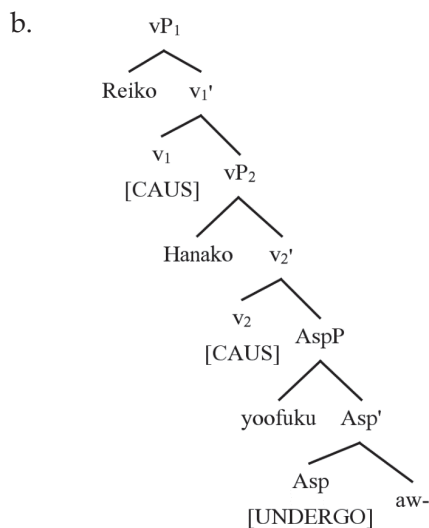 b.
vP₁
Reiko v₁'
v₁ vP₂
[CAUS]
Hanako v₂'
v₂ AspP
[CAUS]
yoofuku Asp'
Asp aw-
[UNDERGO]